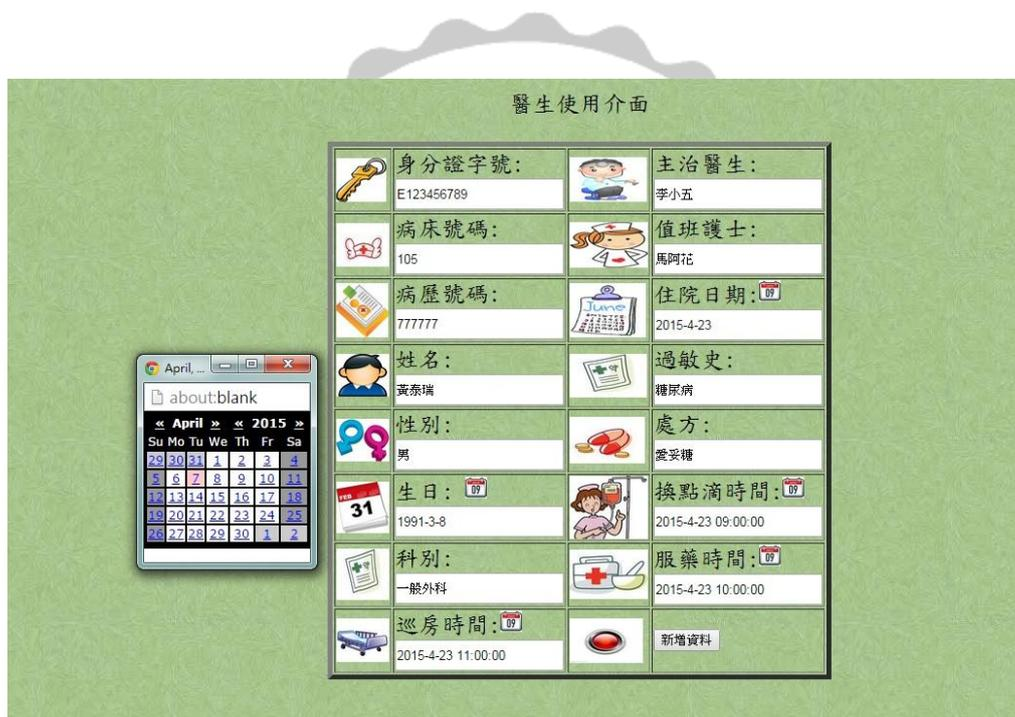 醫生使用介面
身分證字號:
E123456789
主治醫生:
李小五
病床號碼:
105
值班護士:
馬阿花
病歷號碼:
777777
June
住院日期:
09
2015-4-23
姓名:
黃泰瑞
過敏史:
糖尿病
性別:
男
處方:
愛妥糖
FEB
31
生日:
09
1991-3-8
換點滴時間:
09
2015-4-23 09:00:00
科別:
一般外科
服藥時間:
09
2015-4-23 10:00:00
巡房時間:
09
2015-4-23 11:00:00
新增資料
April, ...
about:blank
« April » « 2015 »
Su Mo Tu We Th Fr Sa
29 30 31 1 2 3 4
5 6 7 8 9 10 11
12 13 14 15 16 17 18
19 20 21 22 23 24 25
26 27 28 29 30 1 2